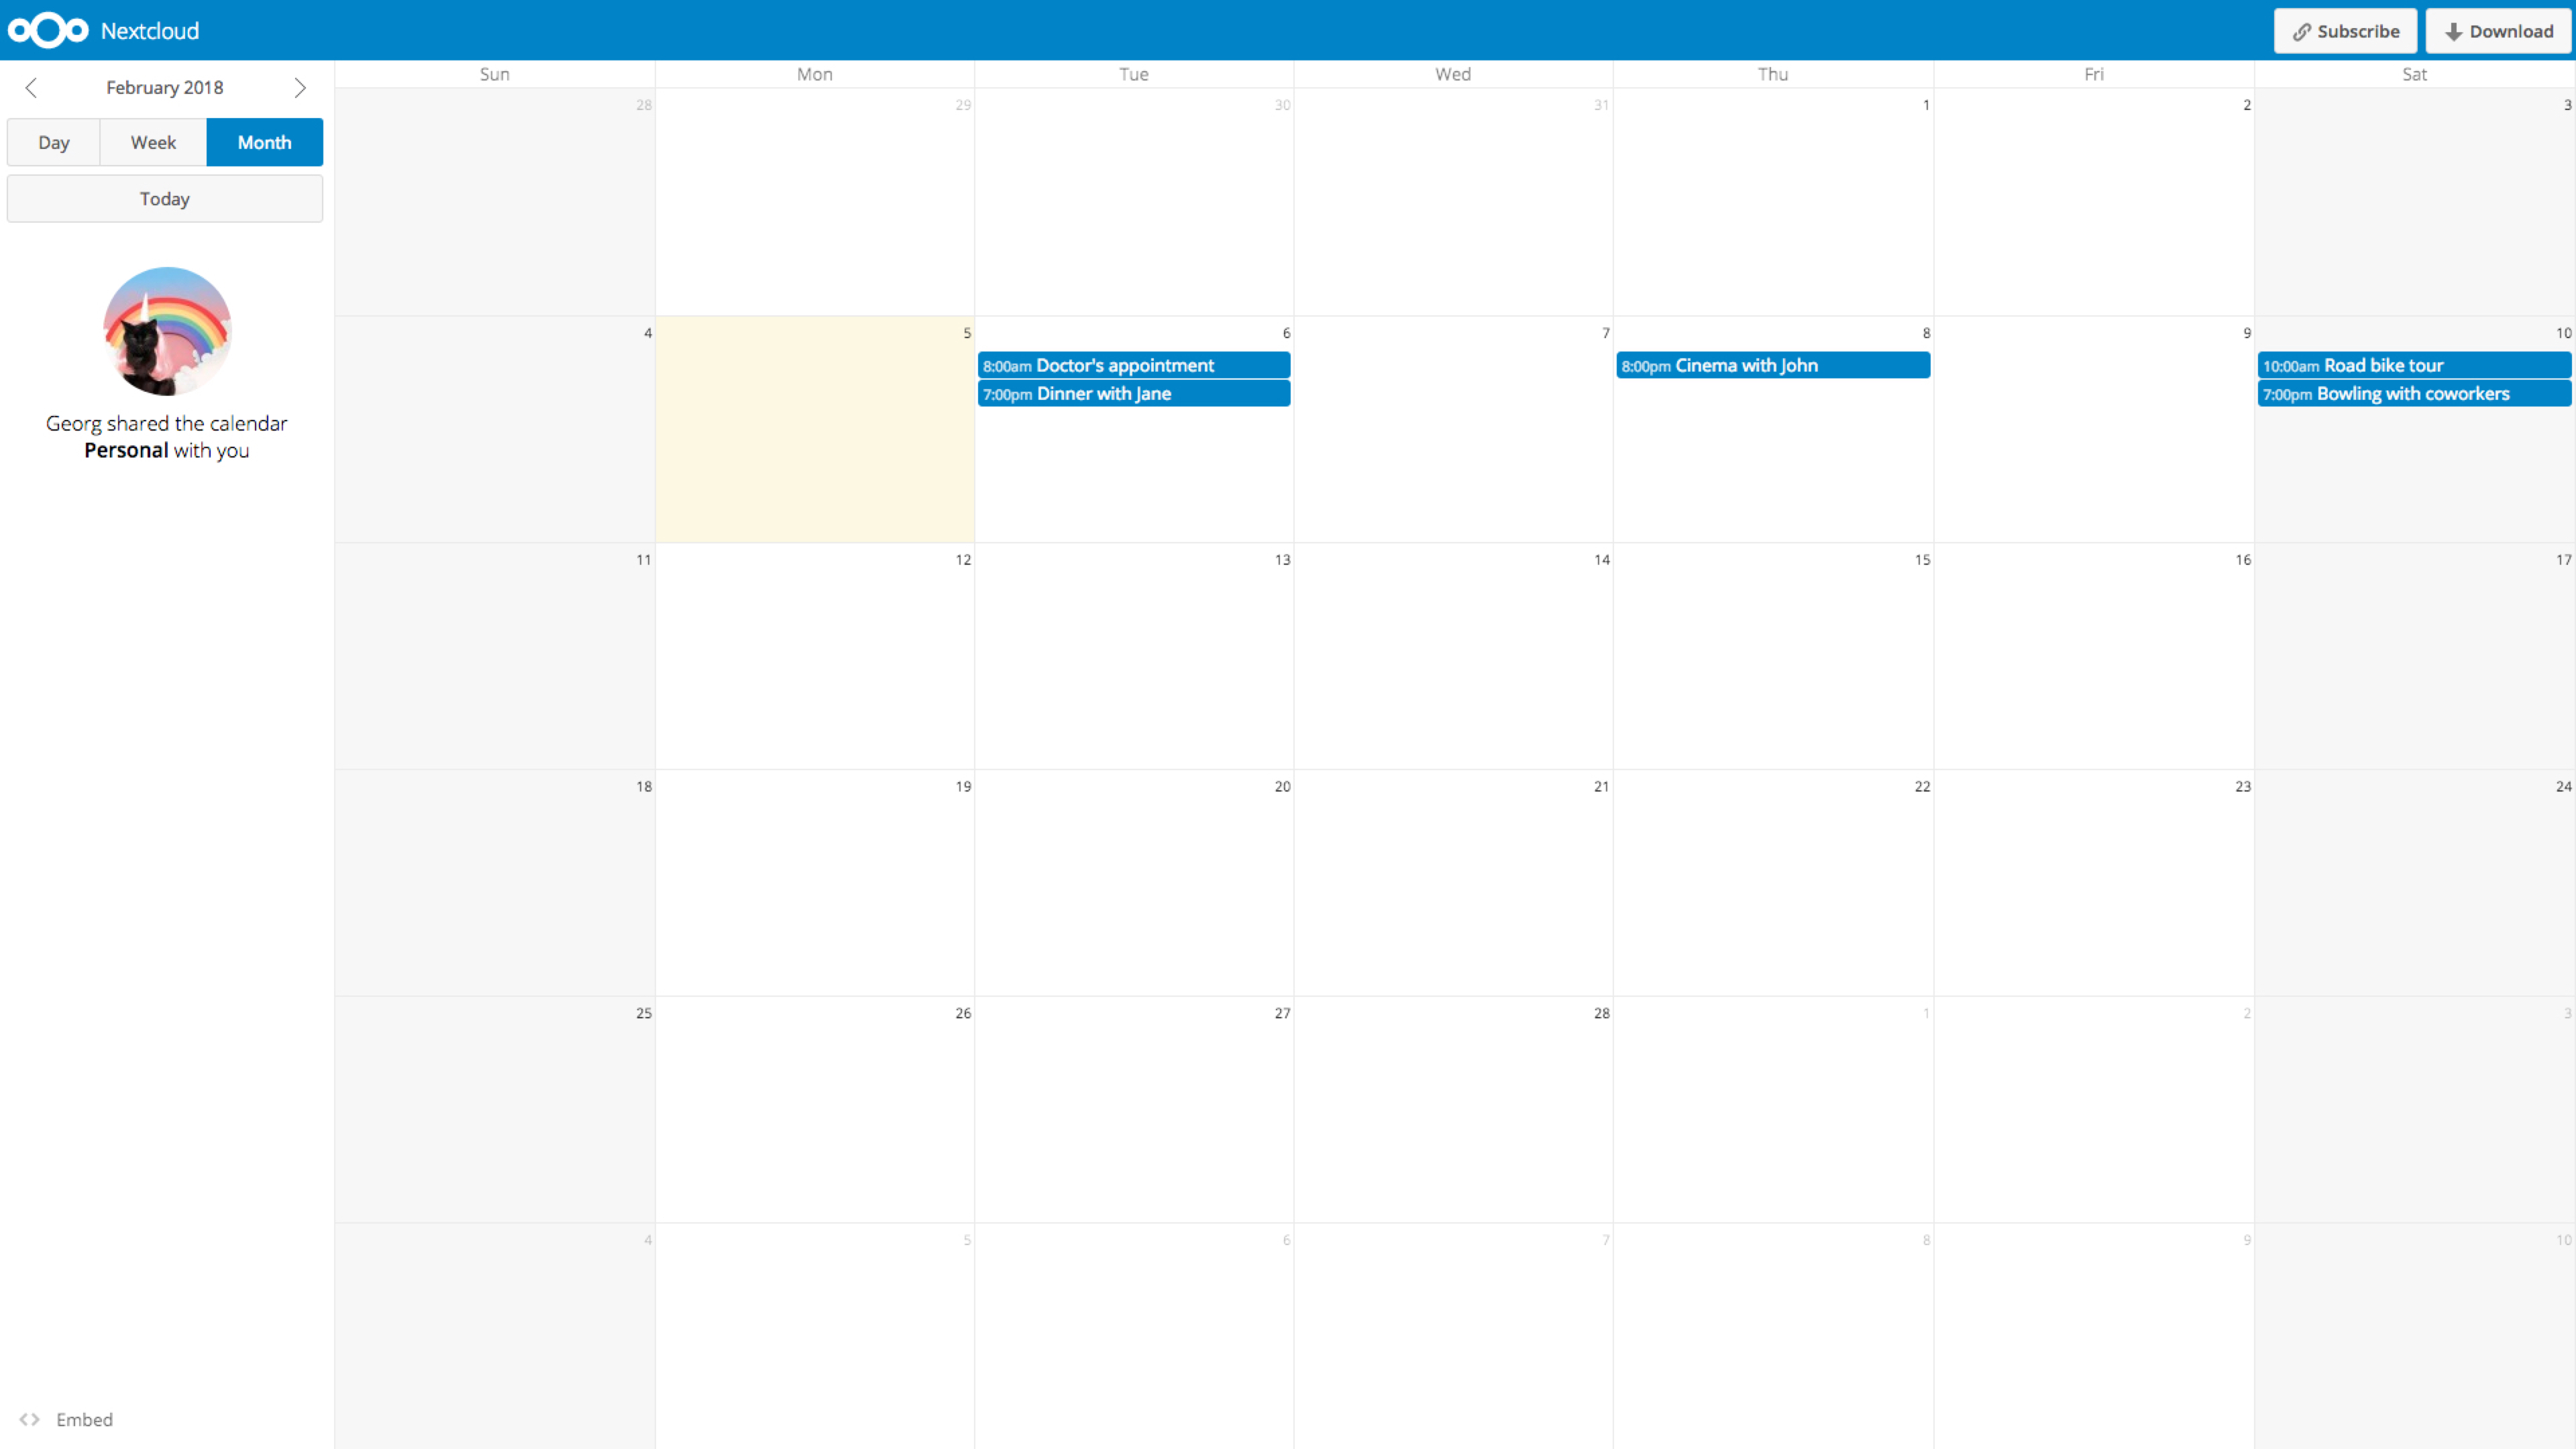 Nextcloud
Subscribe
Download
February 2018
Day Week Month
Today
Georg shared the calendar
Personal with you
Embed
Sun Mon Tue Wed Thu Fri Sat
28 29 30 31 1 2 3
4 5 6 7 8 9 10
8:00am Doctor's appointment
7:00pm Dinner with Jane
8:00pm Cinema with John
10:00am Road bike tour
7:00pm Bowling with coworkers
11 12 13 14 15 16 17
18 19 20 21 22 23 24
25 26 27 28 1 2 3
4 5 6 7 8 9 10